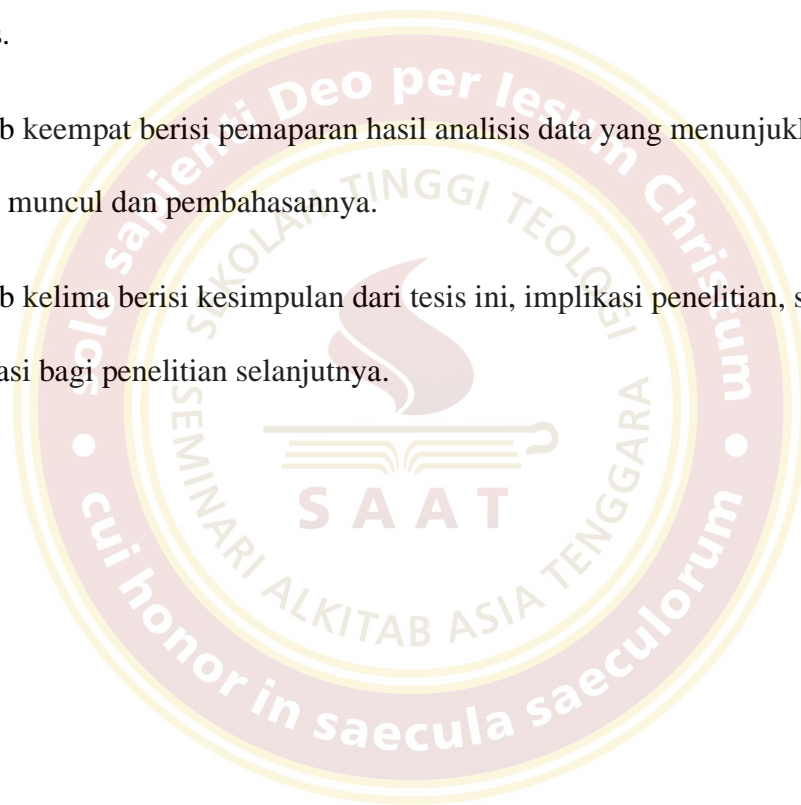 s.
b keempat berisi pemaparan hasil analisis data yang menunjukk
muncul dan pembahasannya.
b kelima berisi kesimpulan dari tesis ini, implikasi penelitian, s
asi bagi penelitian selanjutnya.
solo sapienti Deo per Iesum Christum
cui honor in saecula saeculorum
SEKOLAH TINGGI TEOLOGI
SEMINARI ALKITAB ASIA TENGGARA
SAAT